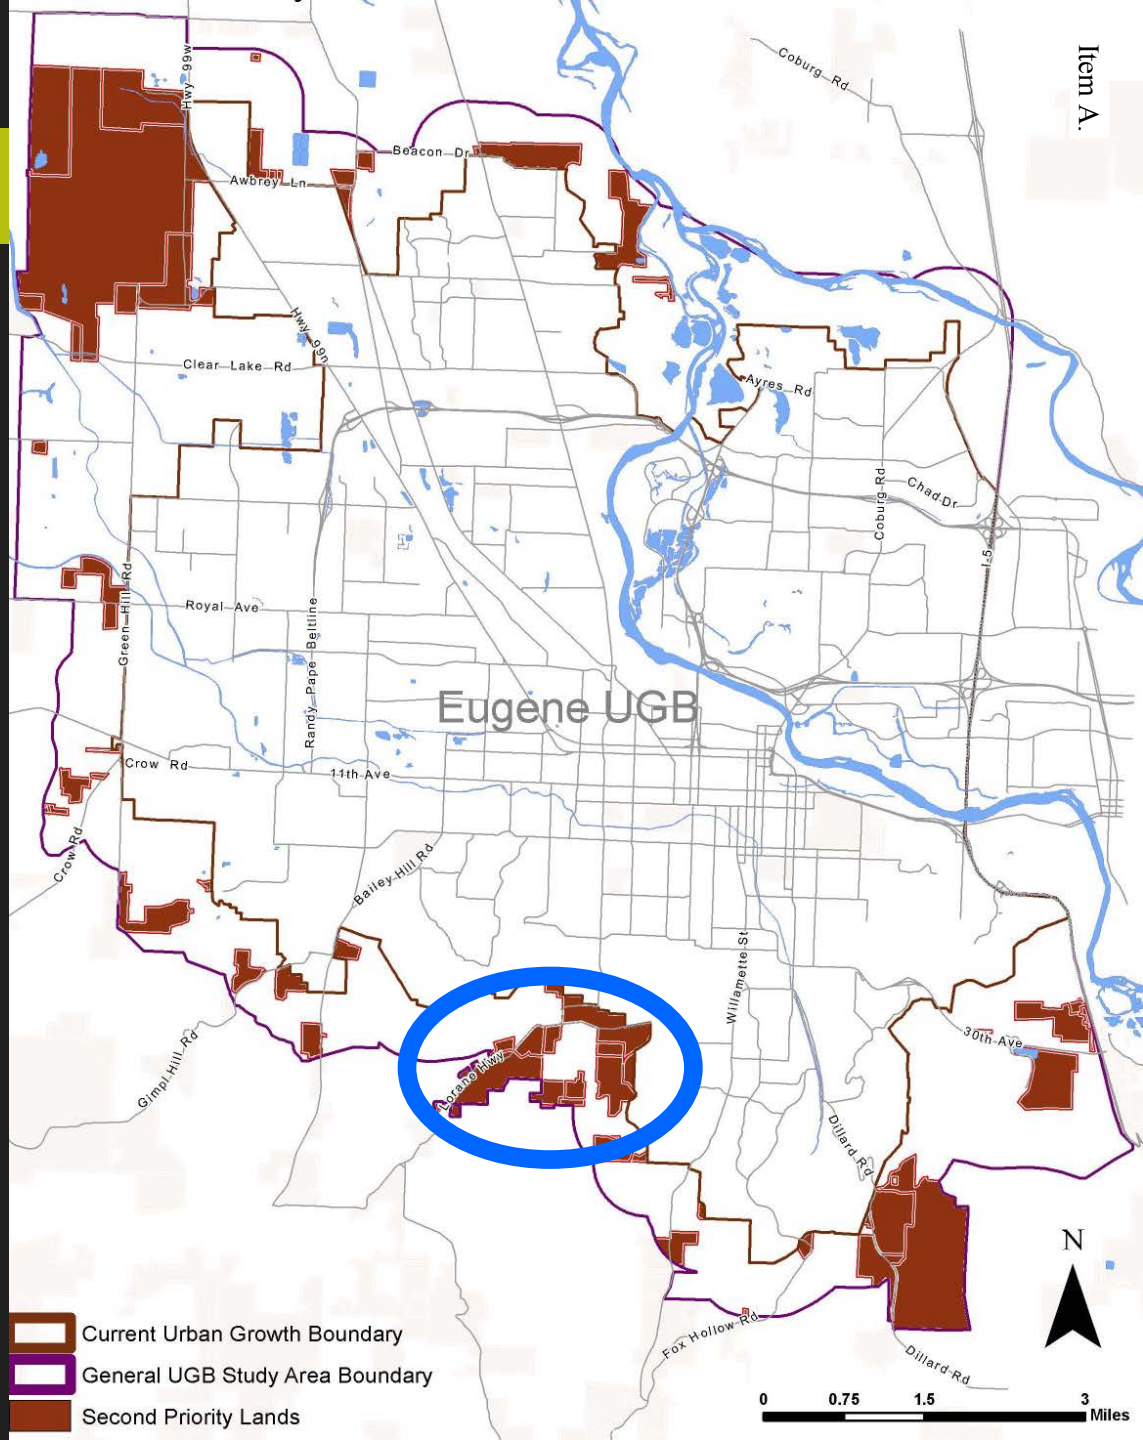 Item A.
Hwy 99w
Coburg Rd
Beacon Dr
Awbrey Ln
Hwy 99n
Clear Lake Rd
Ayres Rd
Coburg Rd
Chad Dr
I-5
Green Hill Rd
Royal Ave
Randy Pape Beltline
Eugene UGB
Crow Rd
11th Ave
Crow Rd
Bailey Hill Rd
Willamette St
30th Ave
Gimpl Hill Rd
Lorane Hwy
Dillard Rd
N
Fox Hollow Rd
Dillard Rd
Current Urban Growth Boundary
General UGB Study Area Boundary
Second Priority Lands
0 0.75 1.5 3
Miles